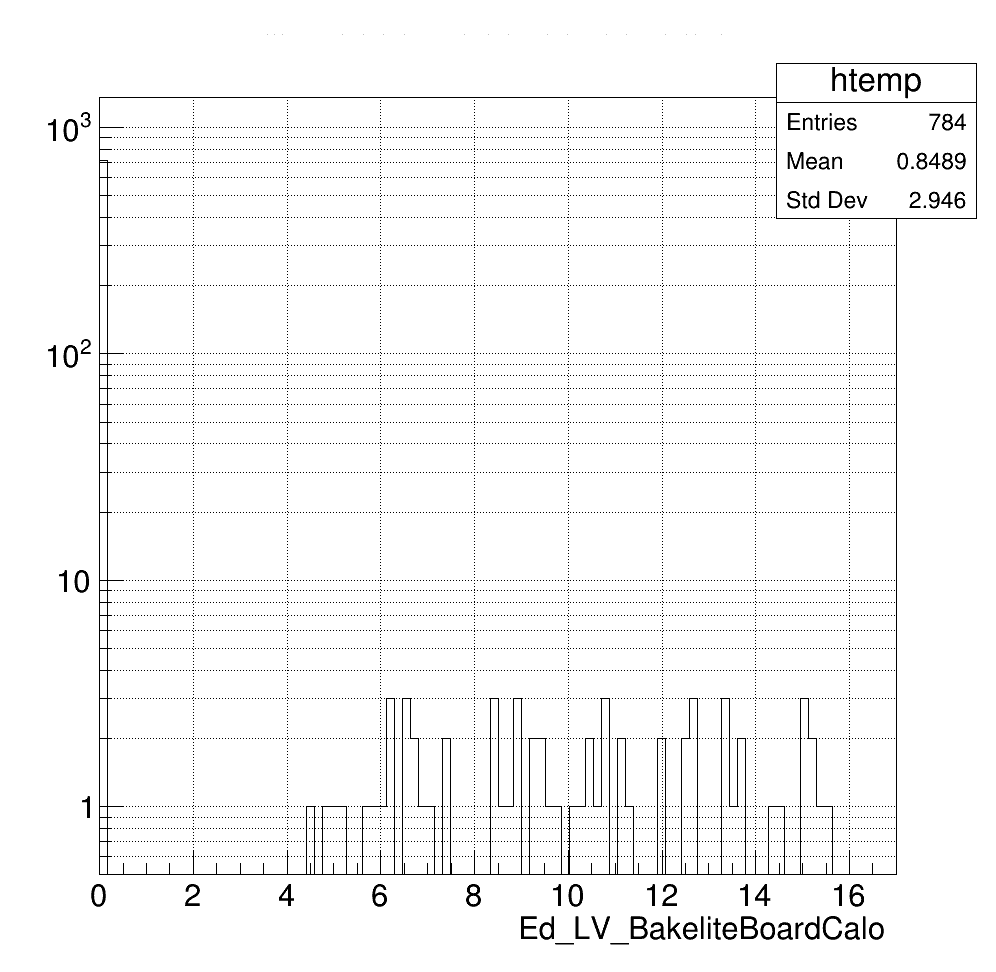 htemp
Entries 784
Mean 0.8489
Std Dev 2.946
10³
10²
10
1
0 2 4 6 8 10 12 14 16
Ed_LV_BakeliteBoardCalo